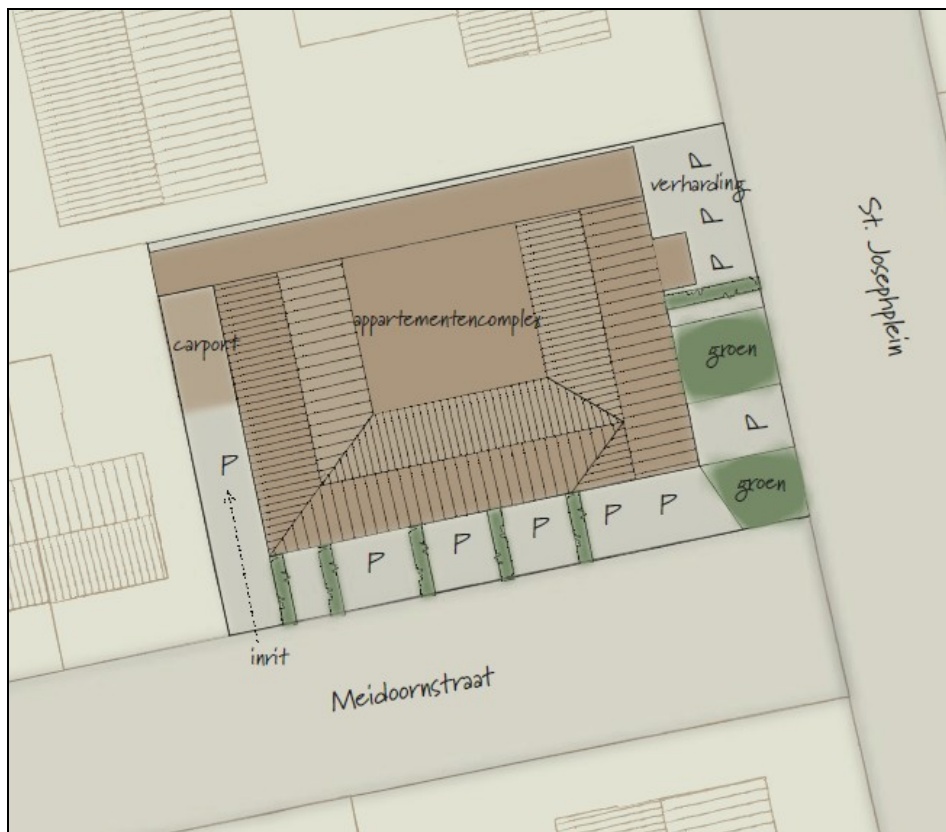 P
verharding
P
P
St. Josephplein
appartementencomplex
carport
groen
P
P
groen
P
P
P
P
P
inrit
Meidoornstraat